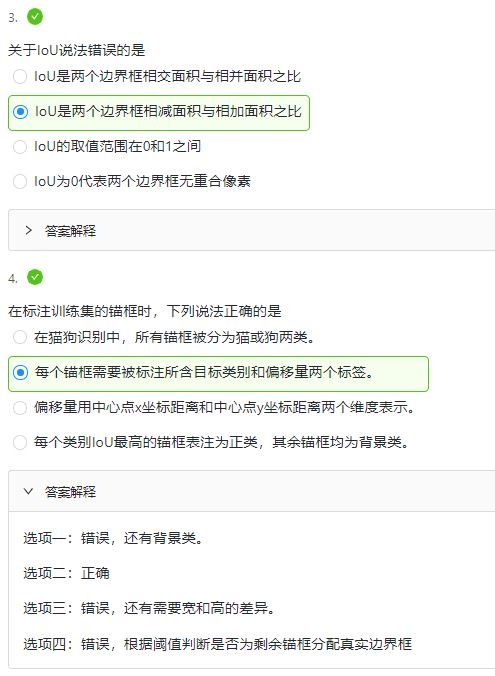 3.
关于IoU说法错误的是
IoU是两个边界框相交面积与相并面积之比
IoU是两个边界框相减面积与相加面积之比
IoU的取值范围在0和1之间
IoU为0代表两个边界框无重合像素
答案解释
4.
在标注训练集的锚框时，下列说法正确的是
在猫狗识别中，所有锚框被分为猫或狗两类。
每个锚框需要被标注所含目标类别和偏移量两个标签。
偏移量用中心点x坐标距离和中心点y坐标距离两个维度表示。
每个类别IoU最高的锚框表注为正类，其余锚框均为背景类。
答案解释
选项一：错误，还有背景类。
选项二：正确
选项三：错误，还有需要宽和高的差异。
选项四：错误，根据阈值判断是否为剩余锚框分配真实边界框